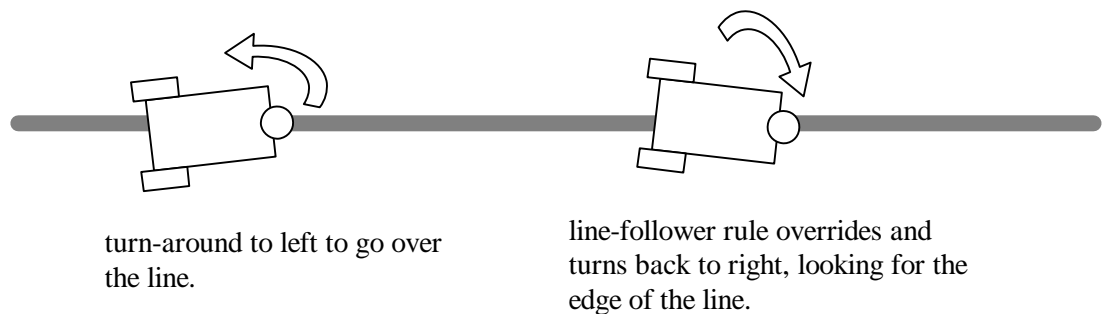 turn-around to left to go over
the line.
line-follower rule overrides and
turns back to right, looking for the
edge of the line.